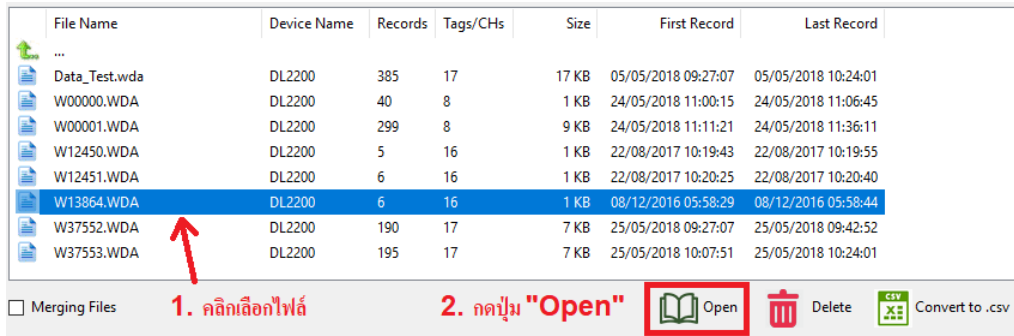 File Name Device Name Records Tags/CHs Size First Record Last Record
...
Data_Test.wda DL2200 385 17 17 KB 05/05/2018 09:27:07 05/05/2018 10:24:01
W00000.WDA DL2200 40 8 1 KB 24/05/2018 11:00:15 24/05/2018 11:06:45
W00001.WDA DL2200 299 8 9 KB 24/05/2018 11:11:21 24/05/2018 11:36:11
W12450.WDA DL2200 5 16 1 KB 22/08/2017 10:19:43 22/08/2017 10:19:55
W12451.WDA DL2200 6 16 1 KB 22/08/2017 10:20:25 22/08/2017 10:20:40
W13864.WDA DL2200 6 16 1 KB 08/12/2016 05:58:29 08/12/2016 05:58:44
W37552.WDA DL2200 190 17 7 KB 25/05/2018 09:27:07 25/05/2018 09:42:52
W37553.WDA DL2200 195 17 7 KB 25/05/2018 10:07:51 25/05/2018 10:24:01
Merging Files 1. คลิกเลือกไฟล์ 2. กดปุ่ม "Open" Open Delete CSV Convert to .csv